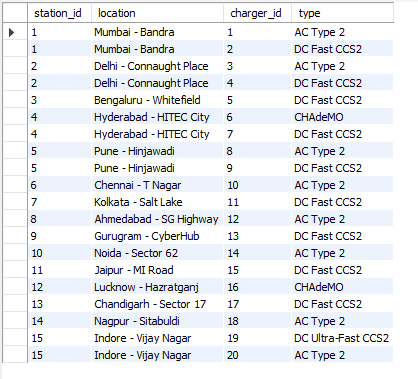 station_id location charger_id type
1 Mumbai - Bandra 1 AC Type 2
1 Mumbai - Bandra 2 DC Fast CCS2
2 Delhi - Connaught Place 3 AC Type 2
2 Delhi - Connaught Place 4 DC Fast CCS2
3 Bengaluru - Whitefield 5 DC Fast CCS2
4 Hyderabad - HITEC City 6 CHAdeMO
4 Hyderabad - HITEC City 7 DC Fast CCS2
5 Pune - Hinjawadi 8 AC Type 2
5 Pune - Hinjawadi 9 DC Fast CCS2
6 Chennai - T Nagar 10 AC Type 2
7 Kolkata - Salt Lake 11 DC Fast CCS2
8 Ahmedabad - SG Highway 12 AC Type 2
9 Gurugram - CyberHub 13 DC Fast CCS2
10 Noida - Sector 62 14 AC Type 2
11 Jaipur - MI Road 15 DC Fast CCS2
12 Lucknow - Hazratganj 16 CHAdeMO
13 Chandigarh - Sector 17 17 DC Fast CCS2
14 Nagpur - Sitabuldi 18 AC Type 2
15 Indore - Vijay Nagar 19 DC Ultra-Fast CCS2
15 Indore - Vijay Nagar 20 AC Type 2